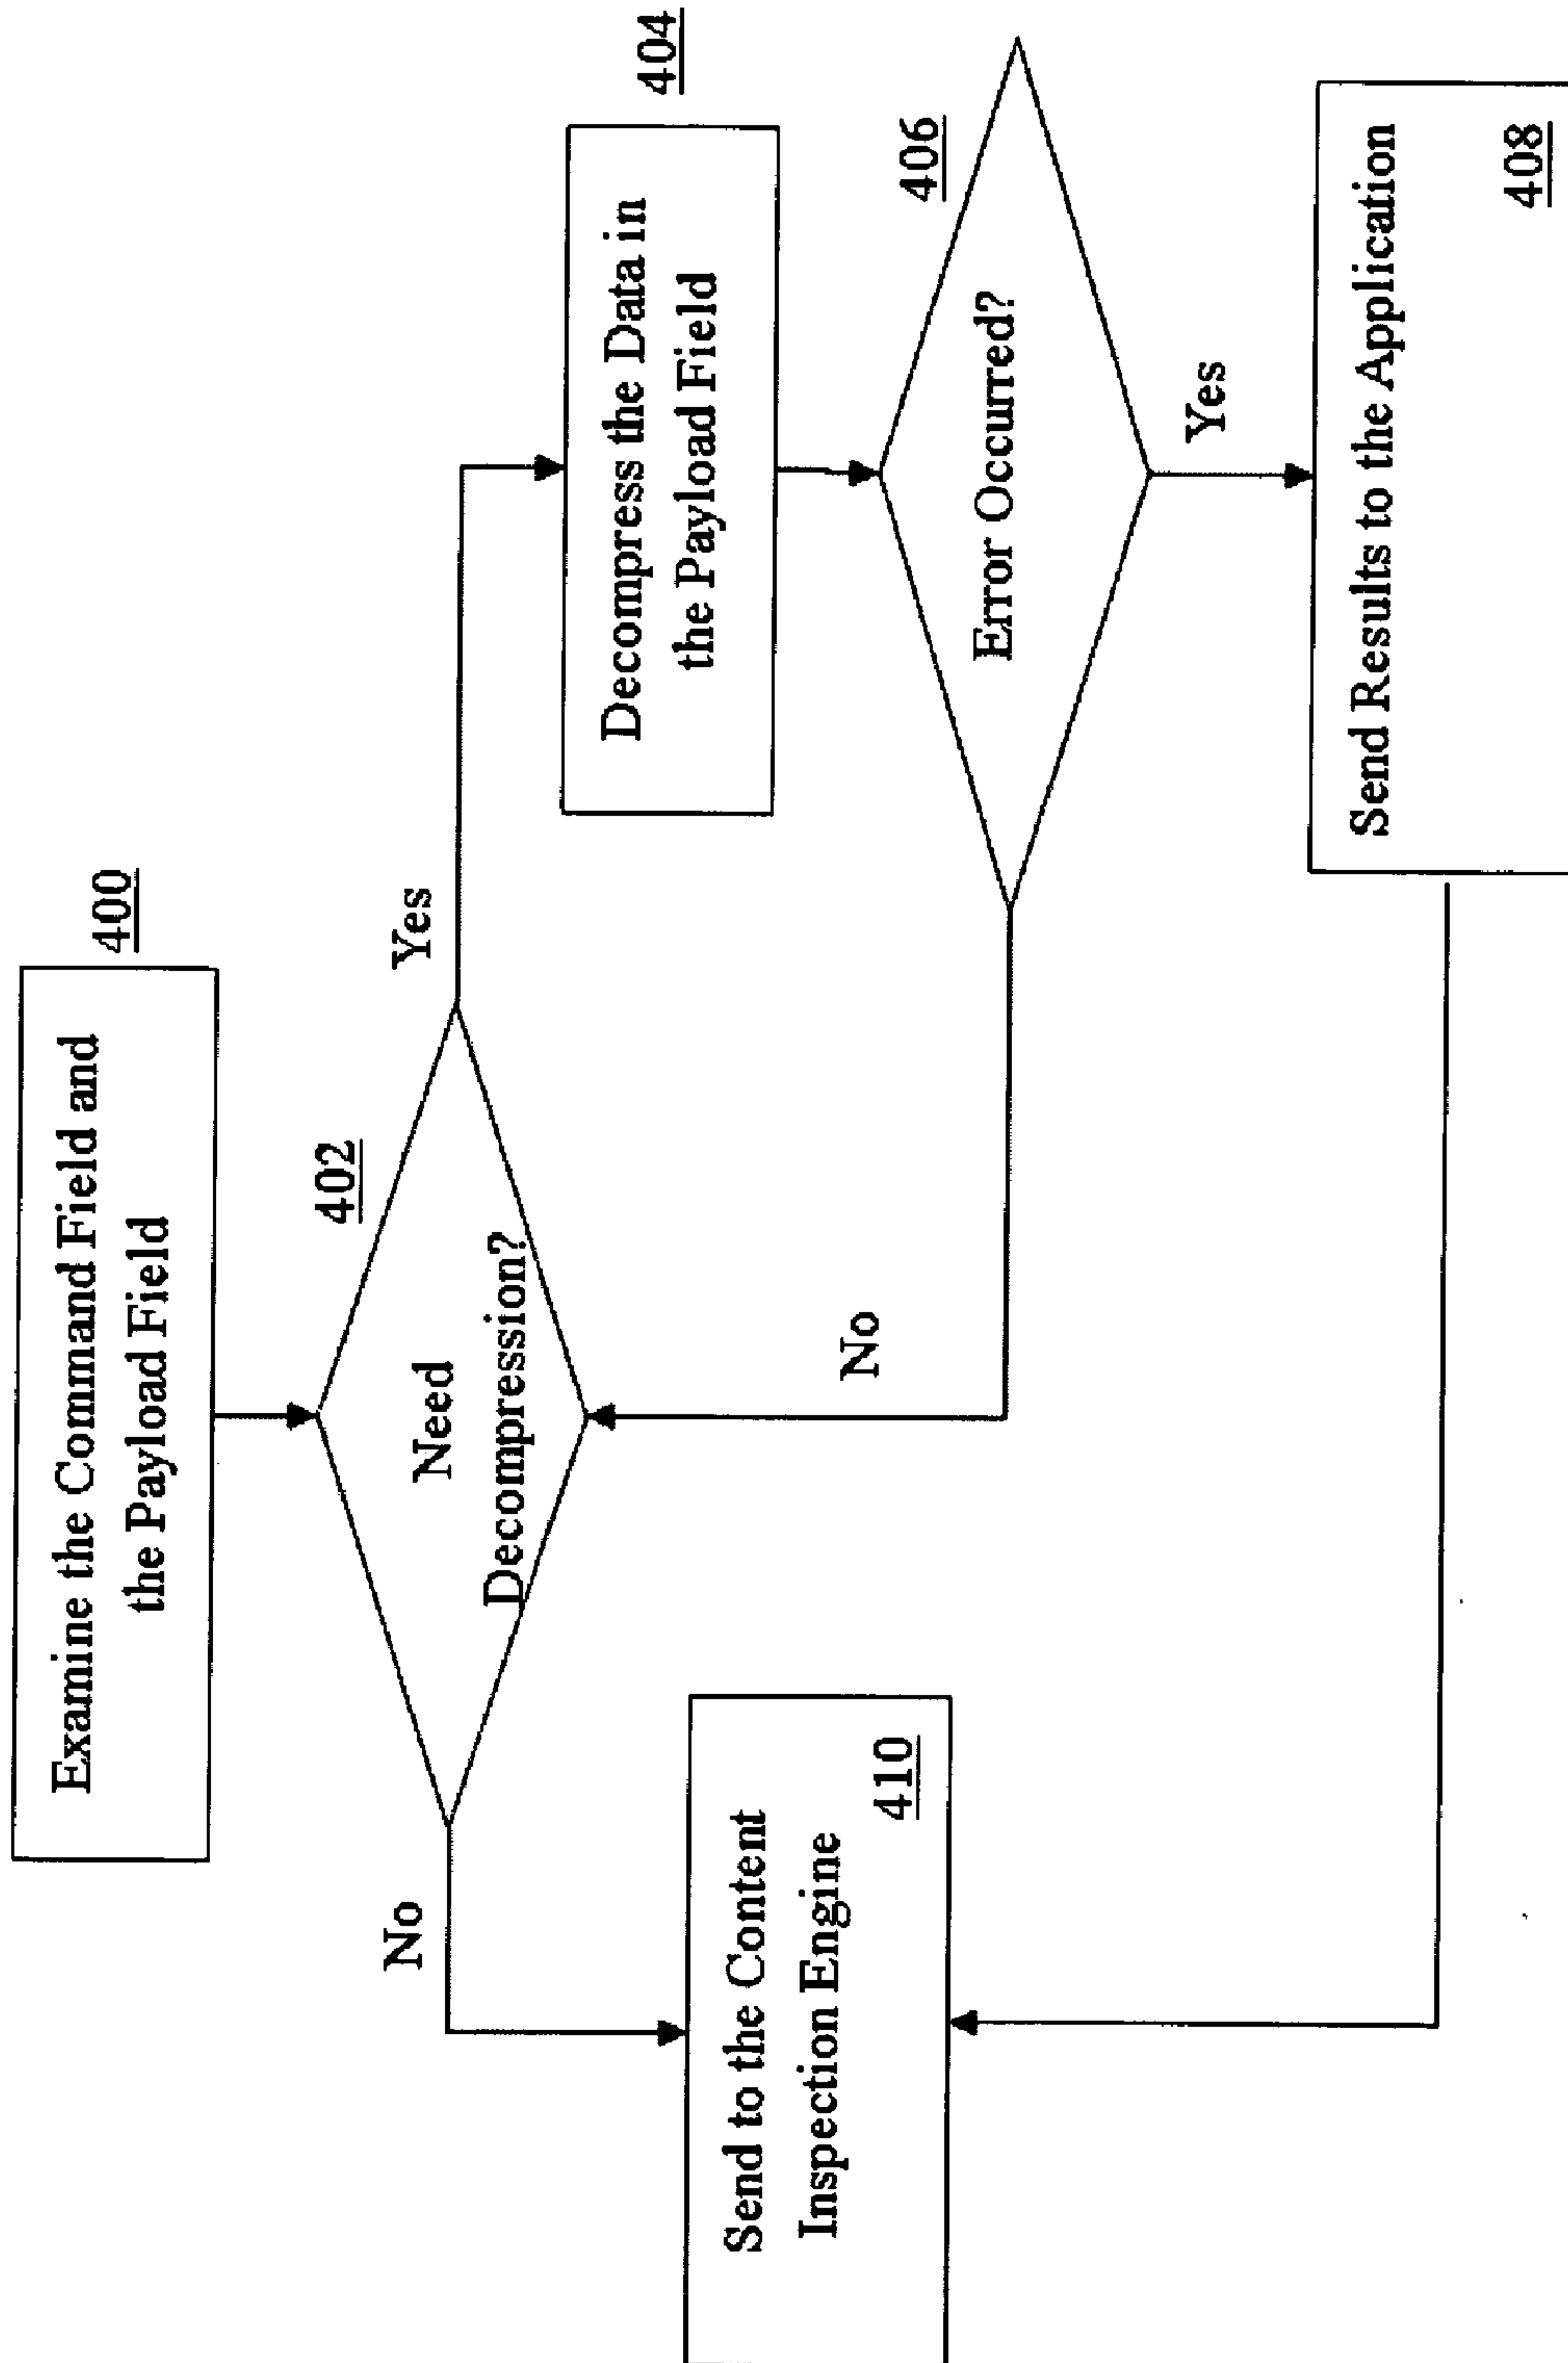 Examine the Command Field and
the Payload Field
400
402
Need
Decompression?
Yes
No
404
Decompress the Data in
the Payload Field
406
Error Occurred?
No
Yes
Send to the Content
Inspection Engine
410
Send Results to the Application
408